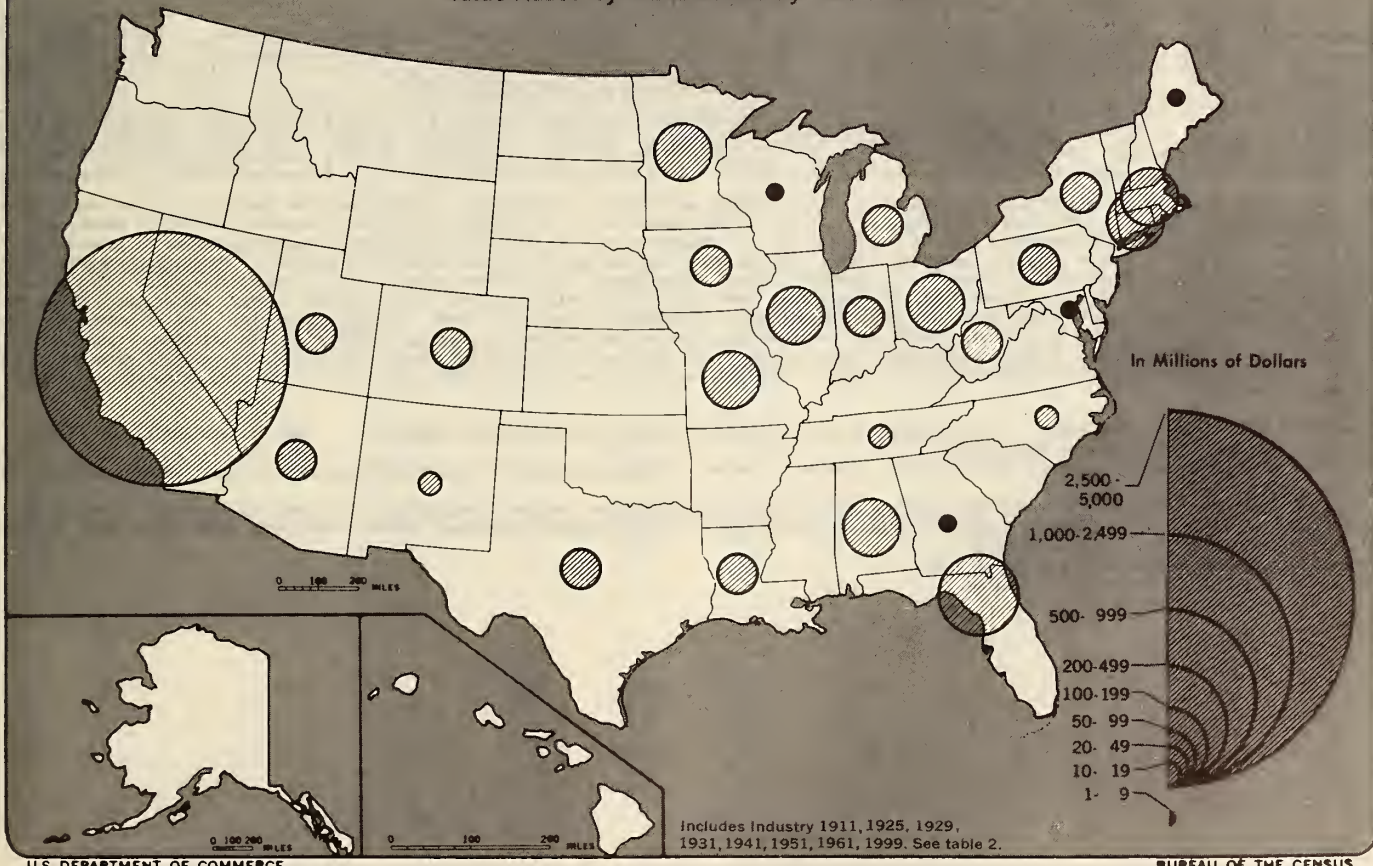 In Millions of Dollars
2,500-
5,000
1,000-2,499
500- 999
200-499
100-199
50- 99
20- 49
10- 19
1- 9
0 100 200 MILES
0 100 200 MILES
0 100 200 MILES
Includes Industry 1911, 1925, 1929,
1931, 1941, 1951, 1961, 1999. See table 2.
U.S. DEPARTMENT OF COMMERCE
BUREAU OF THE CENSUS